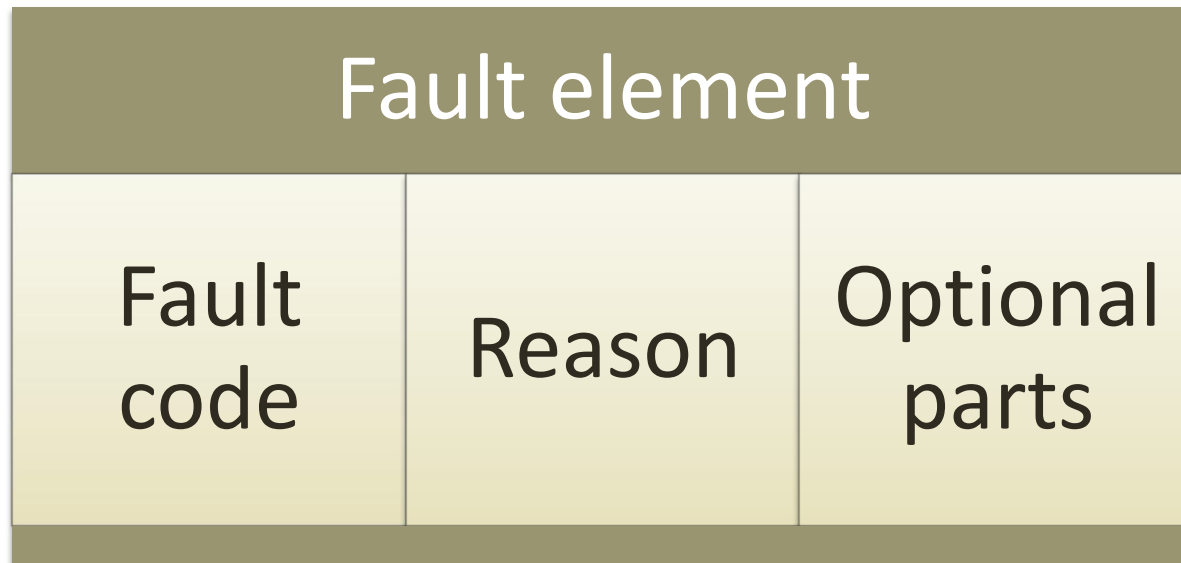 Fault element
Fault
code
Reason
Optional
parts